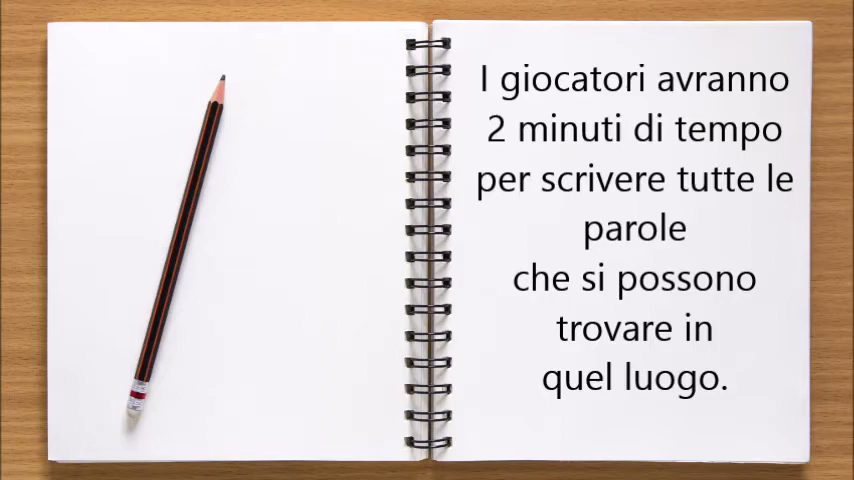 I giocatori avranno
2 minuti di tempo
per scrivere tutte le
parole
che si possono
trovare in
quel luogo.